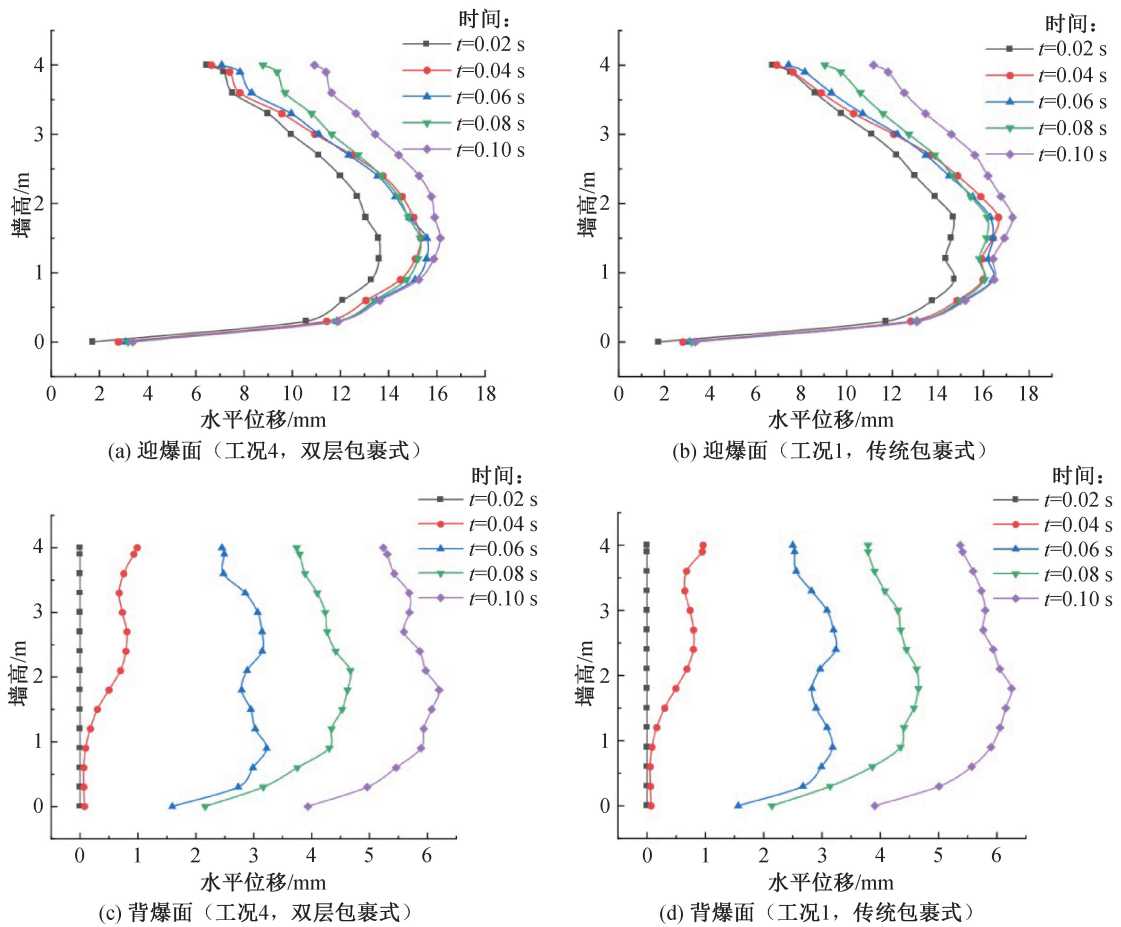 时间：
t=0.02 s
t=0.04 s
t=0.06 s
t=0.08 s
t=0.10 s
4
3
2
1
0
墙高/m
0 2 4 6 8 10 12 14 16 18
水平位移/mm
(a) 迎爆面（工况4，双层包裹式）
时间：
t=0.02 s
t=0.04 s
t=0.06 s
t=0.08 s
t=0.10 s
4
3
2
1
0
墙高/m
0 2 4 6 8 10 12 14 16 18
水平位移/mm
(b) 迎爆面（工况1，传统包裹式）
时间：
t=0.02 s
t=0.04 s
t=0.06 s
t=0.08 s
t=0.10 s
4
3
2
1
0
墙高/m
0 1 2 3 4 5 6
水平位移/mm
(c) 背爆面（工况4，双层包裹式）
时间：
t=0.02 s
t=0.04 s
t=0.06 s
t=0.08 s
t=0.10 s
4
3
2
1
0
墙高/m
0 1 2 3 4 5 6
水平位移/mm
(d) 背爆面（工况1，传统包裹式）